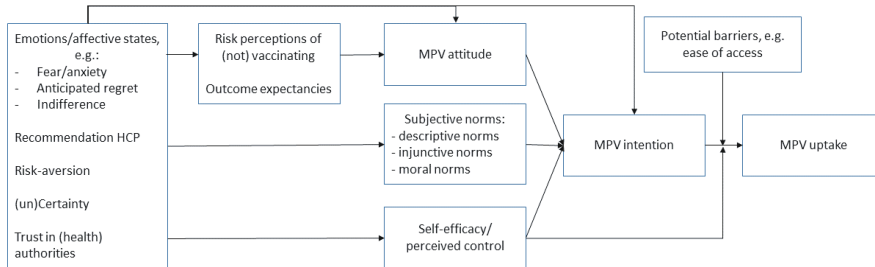 Emotions/affective states,
e.g.:
- Fear/anxiety
- Anticipated regret
- Indifference
Recommendation HCP
Risk-aversion
(un)Certainty
Trust in (health)
authorities
Risk perceptions of
(not) vaccinating
Outcome expectancies
MPV attitude
Subjective norms:
- descriptive norms
- injunctive norms
- moral norms
Self-efficacy/
perceived control
MPV intention
Potential barriers, e.g.
ease of access
MPV uptake